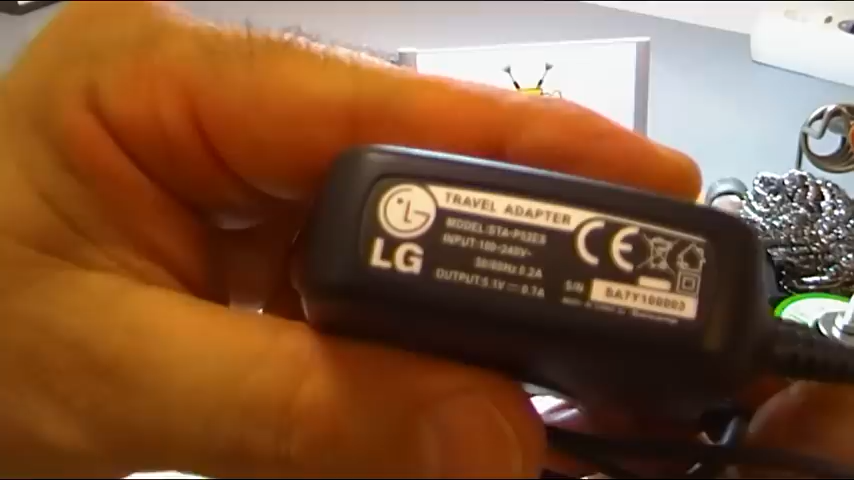 TRAVEL ADAPTER
MODEL:STA-P52ES
INPUT:100-240V~
50/60Hz 0.2A
OUTPUT:5.1V 0.7A
LG
CE
S/N